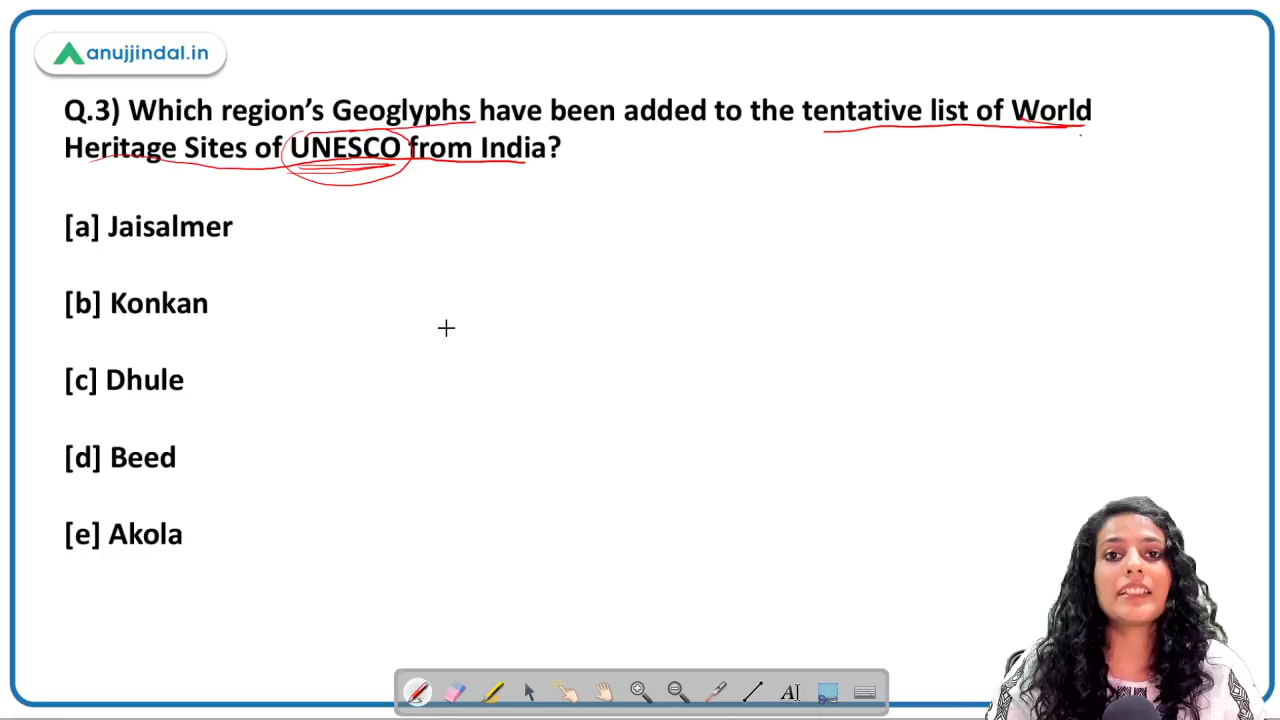 anujjindal.in
Q.3) Which region’s Geoglyphs have been added to the tentative list of World
Heritage Sites of UNESCO from India?
[a] Jaisalmer
[b] Konkan
[c] Dhule
[d] Beed
[e] Akola